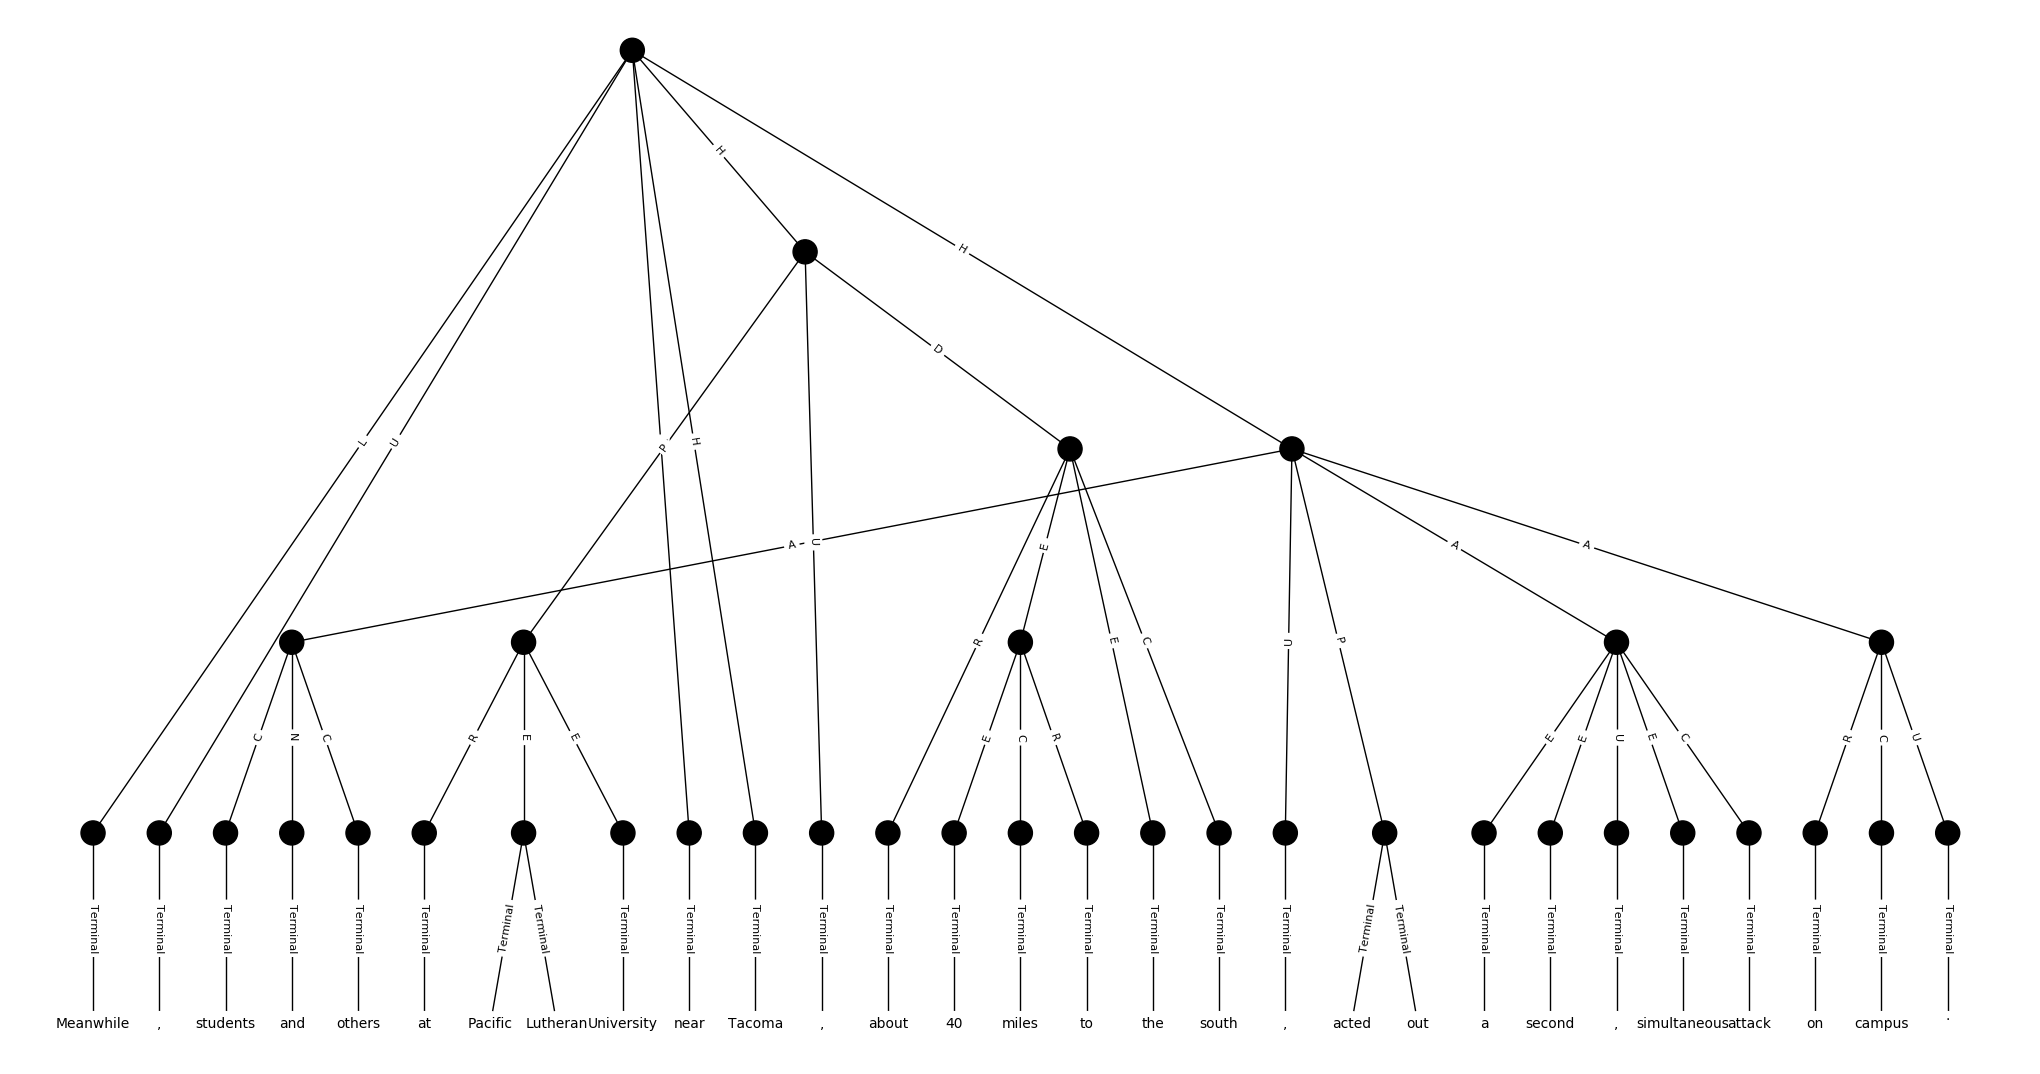 H
H
D
L U P H
A U E A A
R E C U P
C N C R E E E C R E E U E C R C U
Terminal Terminal Terminal Terminal Terminal Terminal Terminal Terminal Terminal Terminal Terminal Terminal Terminal Terminal Terminal Terminal Terminal Terminal Terminal Terminal Terminal Terminal Terminal Terminal Terminal Terminal Terminal Terminal Terminal
Meanwhile , students and others at Pacific Lutheran University near Tacoma , about 40 miles to the south , acted out a second , simultaneous attack on campus .